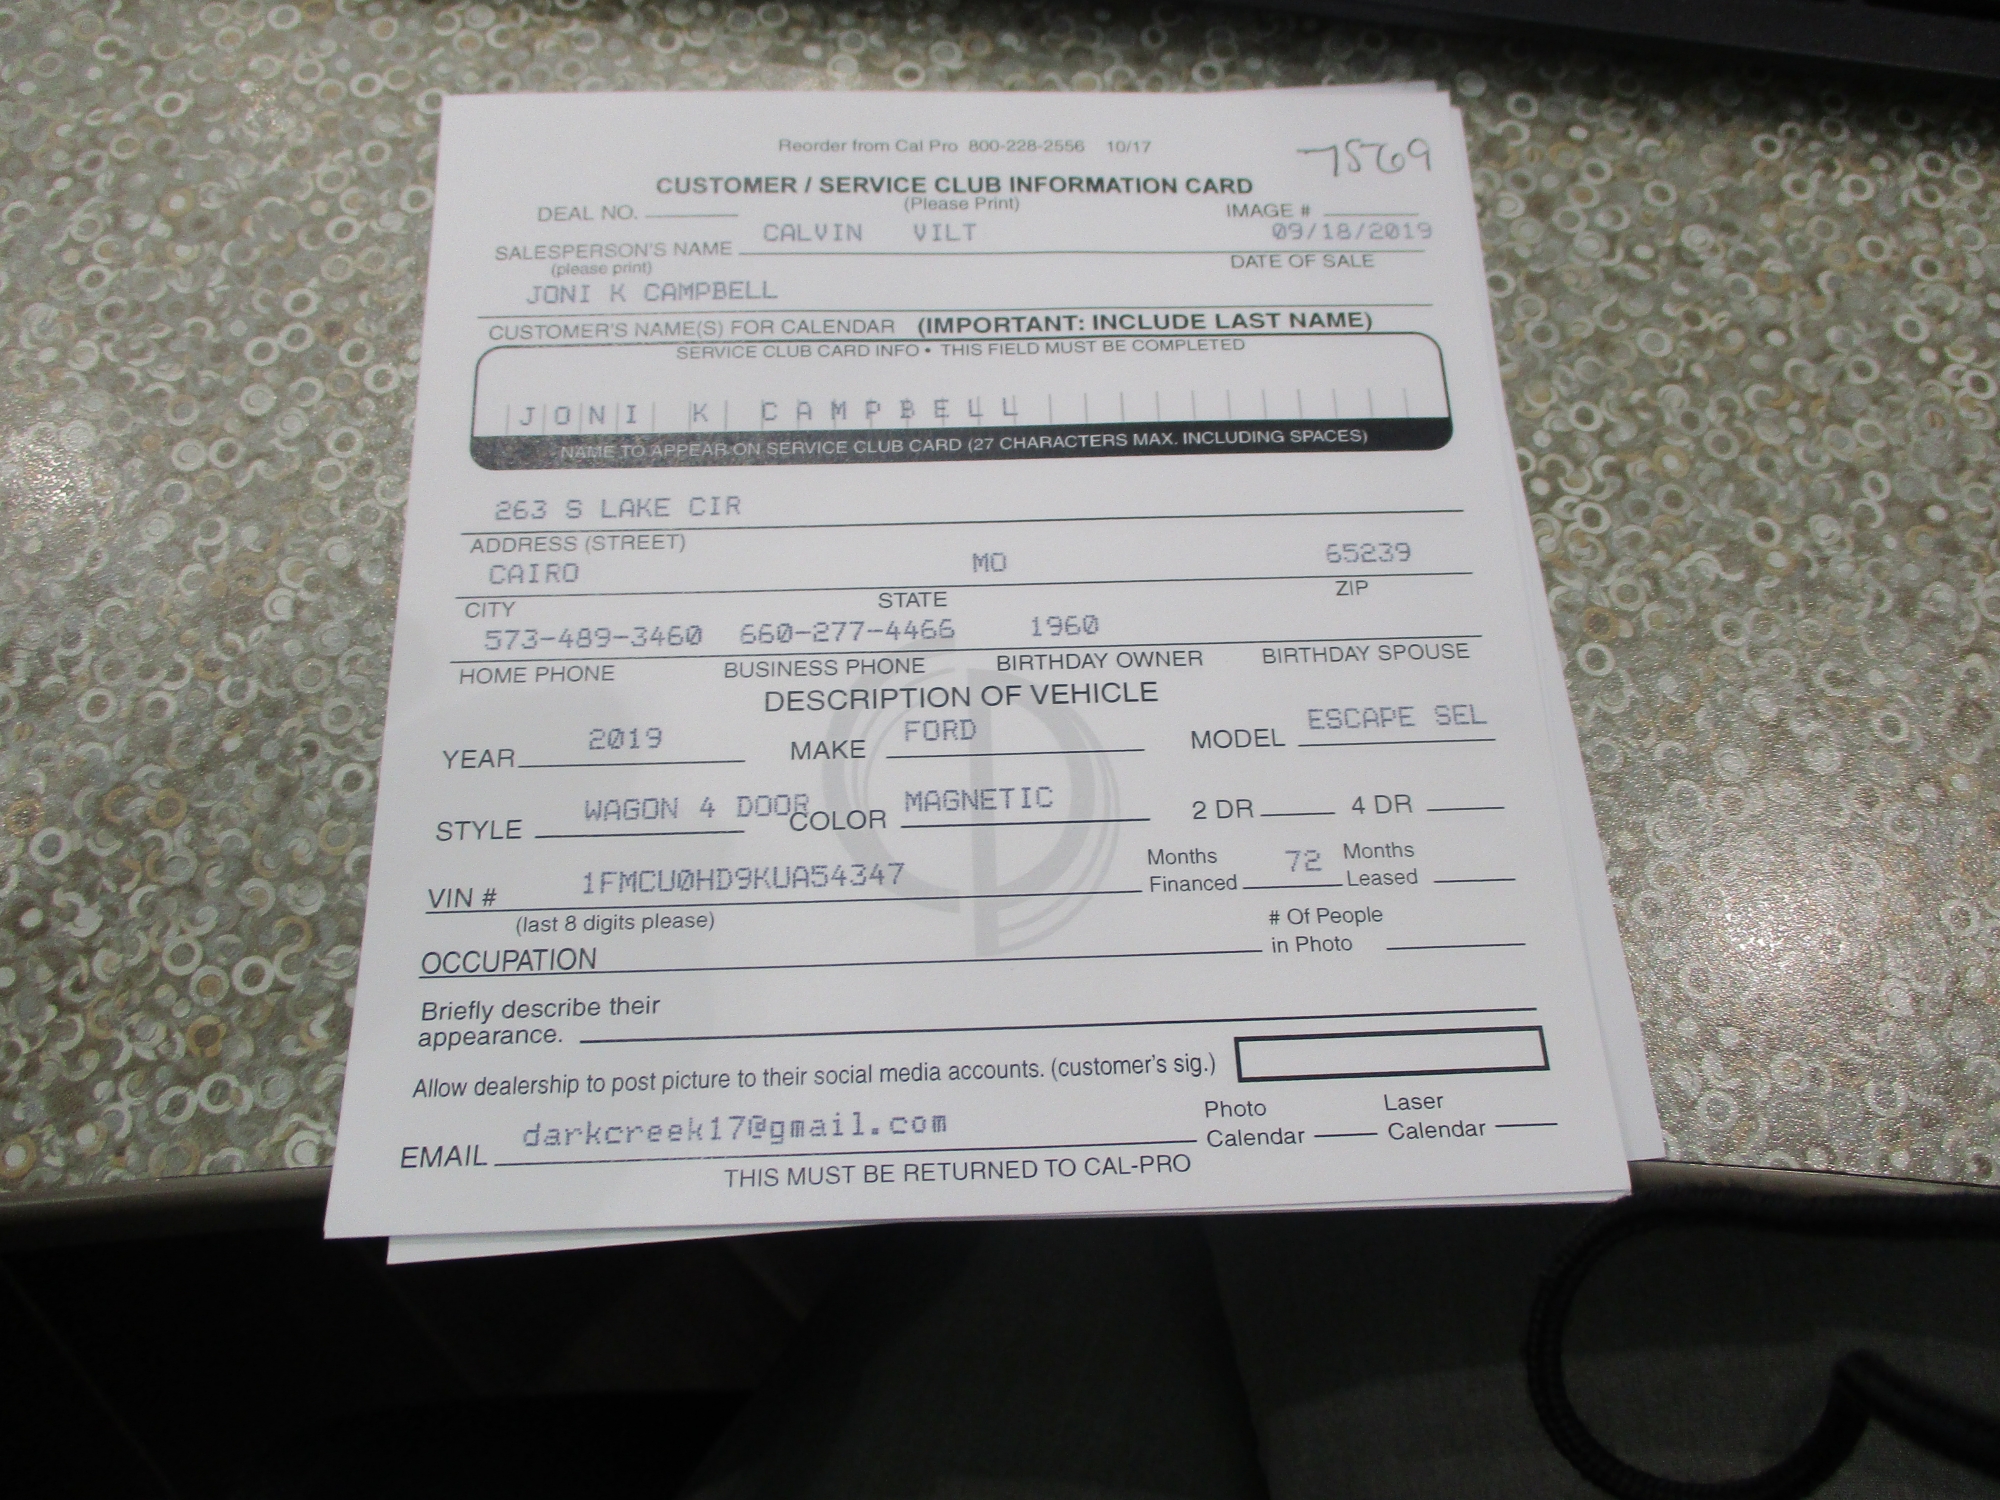 Reorder from Cal Pro 800-228-2556 10/17
7569
CUSTOMER / SERVICE CLUB INFORMATION CARD
(Please Print)
DEAL NO. IMAGE #
CALVIN VILT 09/18/2019
SALESPERSON'S NAME DATE OF SALE
(please print)
JONI K CAMPBELL
CUSTOMER'S NAME(S) FOR CALENDAR (IMPORTANT: INCLUDE LAST NAME)
SERVICE CLUB CARD INFO • THIS FIELD MUST BE COMPLETED
JONI K CAMPBELL
NAME TO APPEAR ON SERVICE CLUB CARD (27 CHARACTERS MAX. INCLUDING SPACES)
263 S LAKE CIR
ADDRESS (STREET)
CAIRO MO 65239
CITY STATE ZIP
573-489-3460 660-277-4466 1960
HOME PHONE BUSINESS PHONE BIRTHDAY OWNER BIRTHDAY SPOUSE
DESCRIPTION OF VEHICLE
YEAR 2019 MAKE FORD MODEL ESCAPE SEL
STYLE WAGON 4 DOOR COLOR MAGNETIC 2 DR 4 DR
VIN # 1FMCU0HD9KUA54347 Months Financed 72 Months Leased
(last 8 digits please)
OCCUPATION # Of People in Photo
Briefly describe their
appearance.
Allow dealership to post picture to their social media accounts. (customer's sig.)
EMAIL darkcreek17@gmail.com Photo Calendar Laser Calendar
THIS MUST BE RETURNED TO CAL-PRO